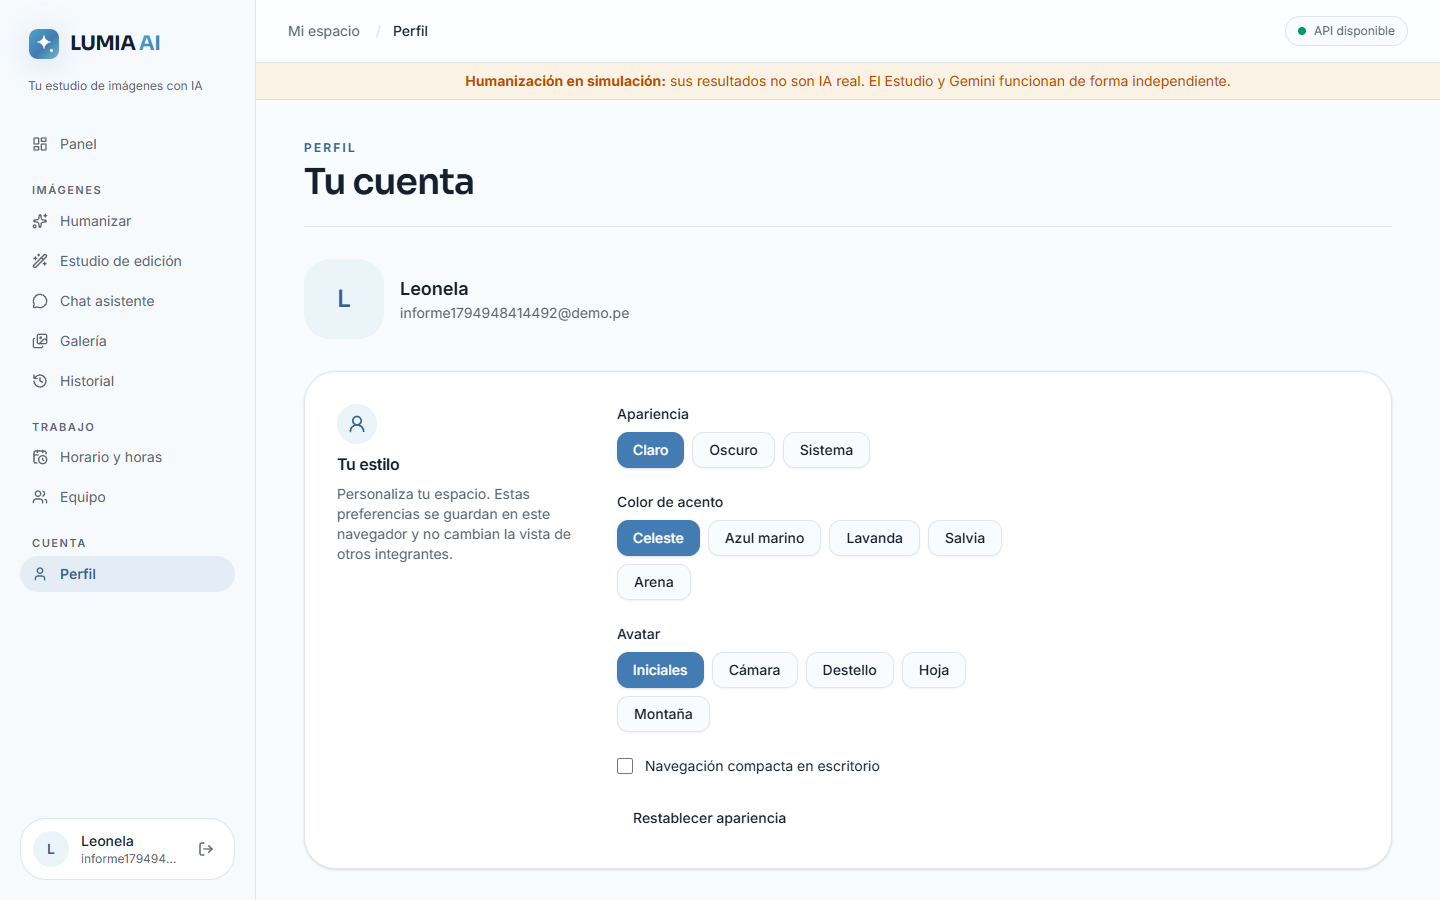 LUMIA AI
Tu estudio de imágenes con IA
Panel
IMÁGENES
Humanizar
Estudio de edición
Chat asistente
Galería
Historial
TRABAJO
Horario y horas
Equipo
CUENTA
Perfil
L
Leonela
informe179494...
Mi espacio / Perfil
API disponible
Humanización en simulación: sus resultados no son IA real. El Estudio y Gemini funcionan de forma independiente.
PERFIL
Tu cuenta
L
Leonela
informe1794948414492@demo.pe
Tu estilo
Personaliza tu espacio. Estas
preferencias se guardan en este
navegador y no cambian la vista de
otros integrantes.
Apariencia
Claro Oscuro Sistema
Color de acento
Celeste Azul marino Lavanda Salvia
Arena
Avatar
Iniciales Cámara Destello Hoja
Montaña
Navegación compacta en escritorio
Restablecer apariencia